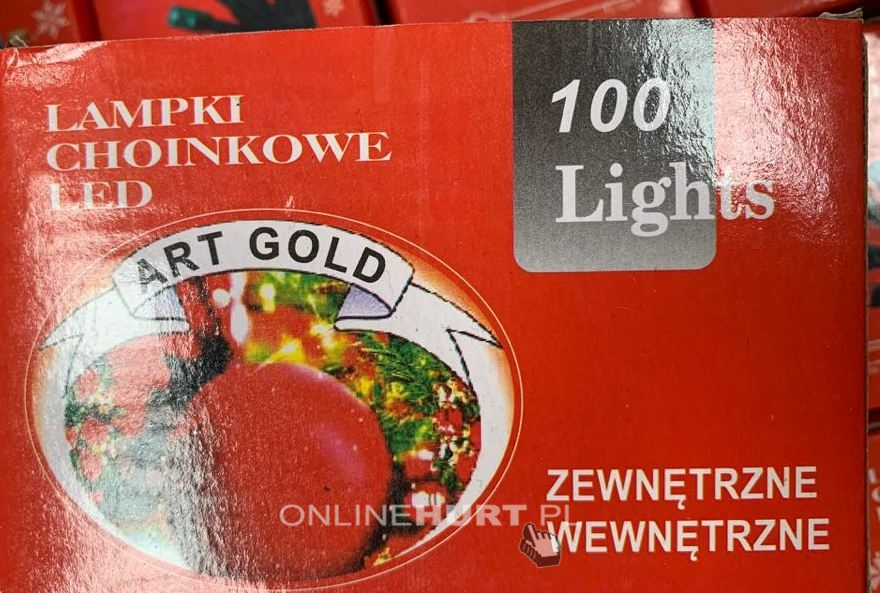 LAMPKI
CHOINKOWE
LED
100
Lights
ART GOLD
ZEWNĘTRZNE
WEWNĘTRZNE
ONLINEHURT.PL